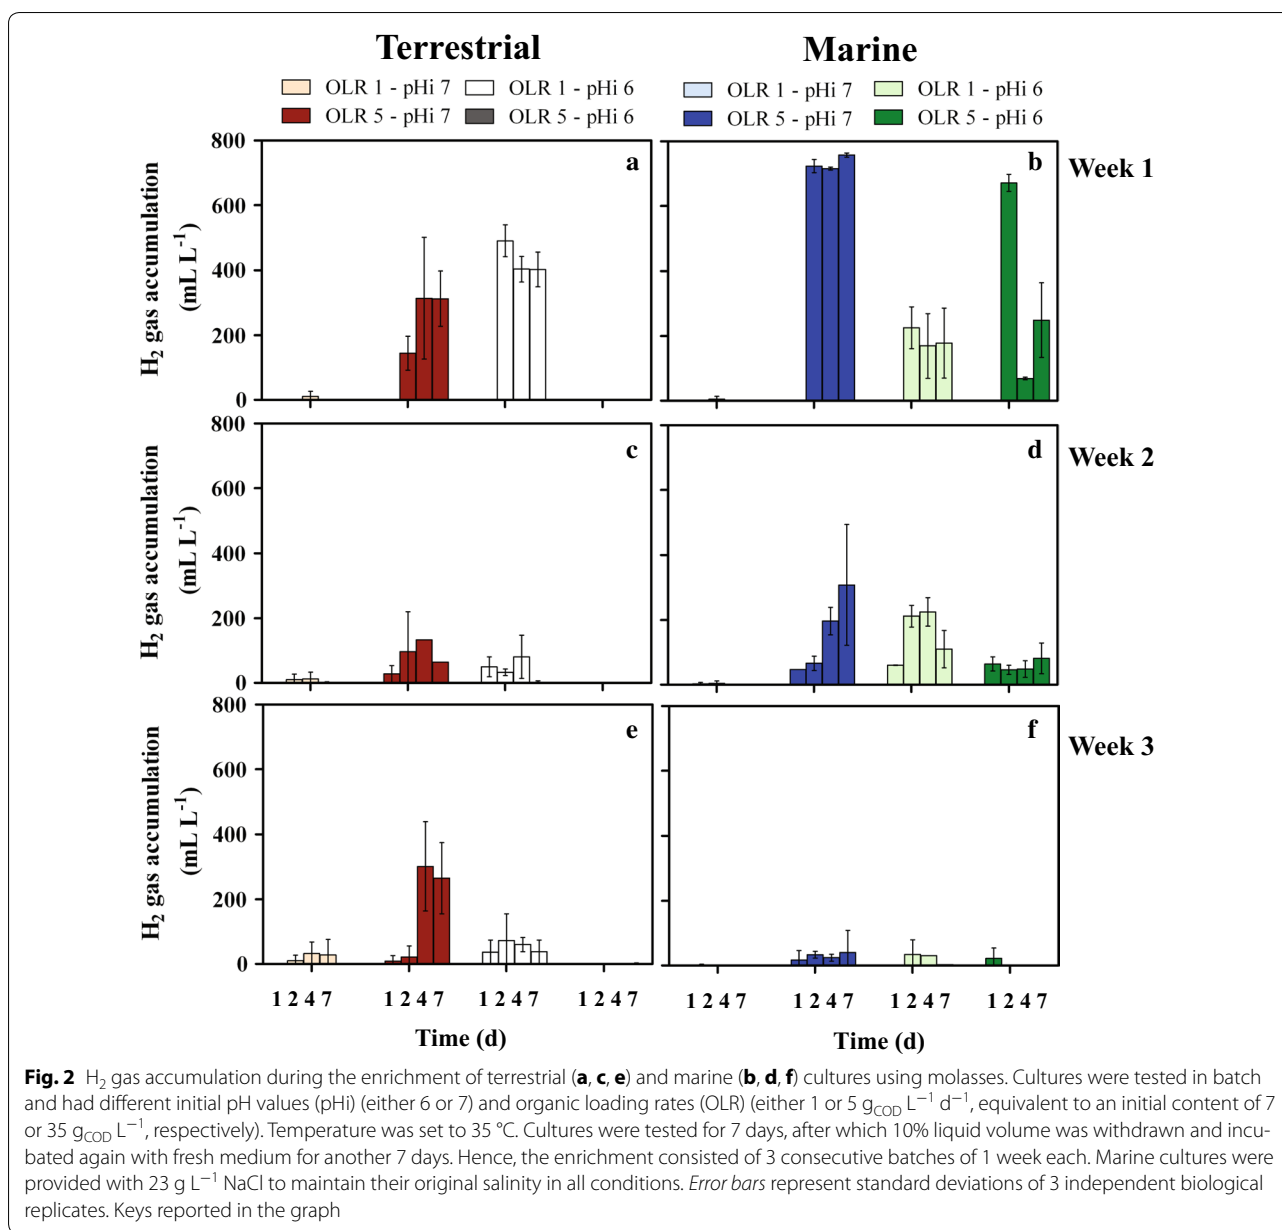 Terrestrial
Marine
OLR 1 - pHi 7
OLR 1 - pHi 6
OLR 5 - pHi 7
OLR 5 - pHi 6
OLR 1 - pHi 7
OLR 1 - pHi 6
OLR 5 - pHi 7
OLR 5 - pHi 6
H₂ gas accumulation
(mL L⁻¹)
800
600
400
200
0
a
b
Week 1
H₂ gas accumulation
(mL L⁻¹)
800
600
400
200
0
c
d
Week 2
H₂ gas accumulation
(mL L⁻¹)
800
600
400
200
0
e
f
Week 3
1 2 4 7 1 2 4 7 1 2 4 7 1 2 4 7
1 2 4 7 1 2 4 7 1 2 4 7 1 2 4 7
Time (d)
Time (d)
Fig. 2 H₂ gas accumulation during the enrichment of terrestrial (a, c, e) and marine (b, d, f) cultures using molasses. Cultures were tested in batch
and had different initial pH values (pHi) (either 6 or 7) and organic loading rates (OLR) (either 1 or 5 g_COD L⁻¹ d⁻¹, equivalent to an initial content of 7
or 35 g_COD L⁻¹, respectively). Temperature was set to 35 °C. Cultures were tested for 7 days, after which 10% liquid volume was withdrawn and incu-
bated again with fresh medium for another 7 days. Hence, the enrichment consisted of 3 consecutive batches of 1 week each. Marine cultures were
provided with 23 g L⁻¹ NaCl to maintain their original salinity in all conditions. Error bars represent standard deviations of 3 independent biological
replicates. Keys reported in the graph